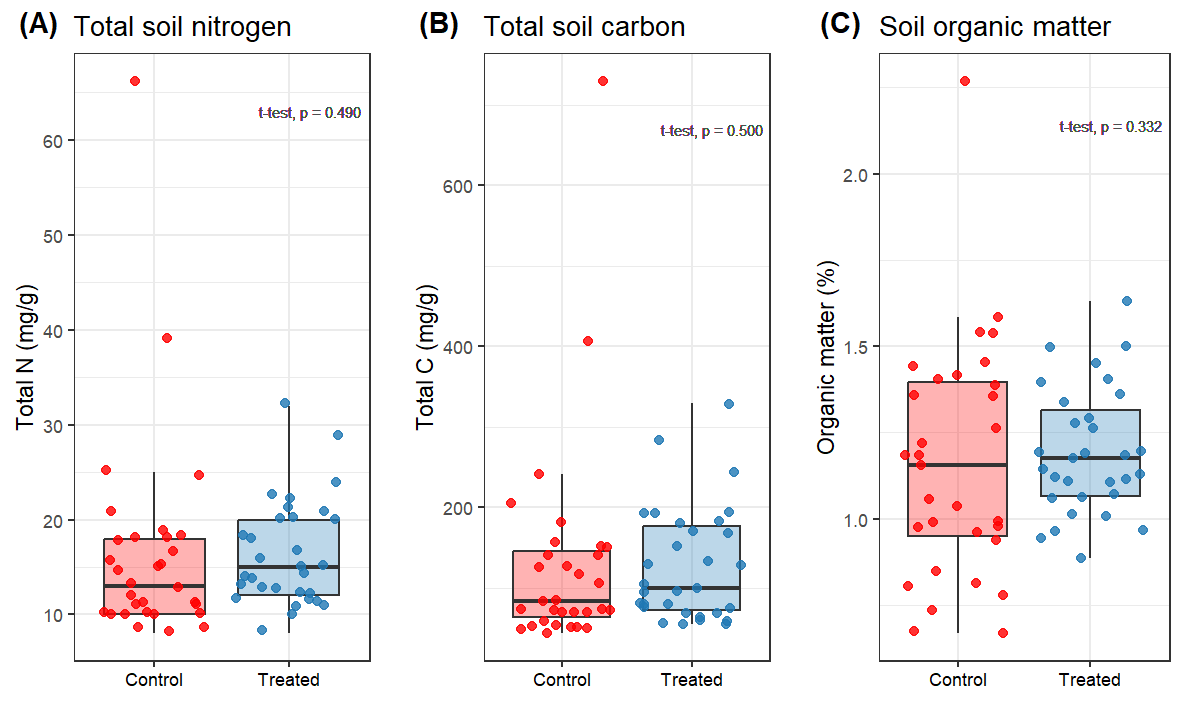 (A) Total soil nitrogen
t-test, p = 0.490
Total N (mg/g)
60
50
40
30
20
10
Control Treated
(B) Total soil carbon
t-test, p = 0.500
Total C (mg/g)
600
400
200
Control Treated
(C) Soil organic matter
t-test, p = 0.332
Organic matter (%)
2.0
1.5
1.0
Control Treated